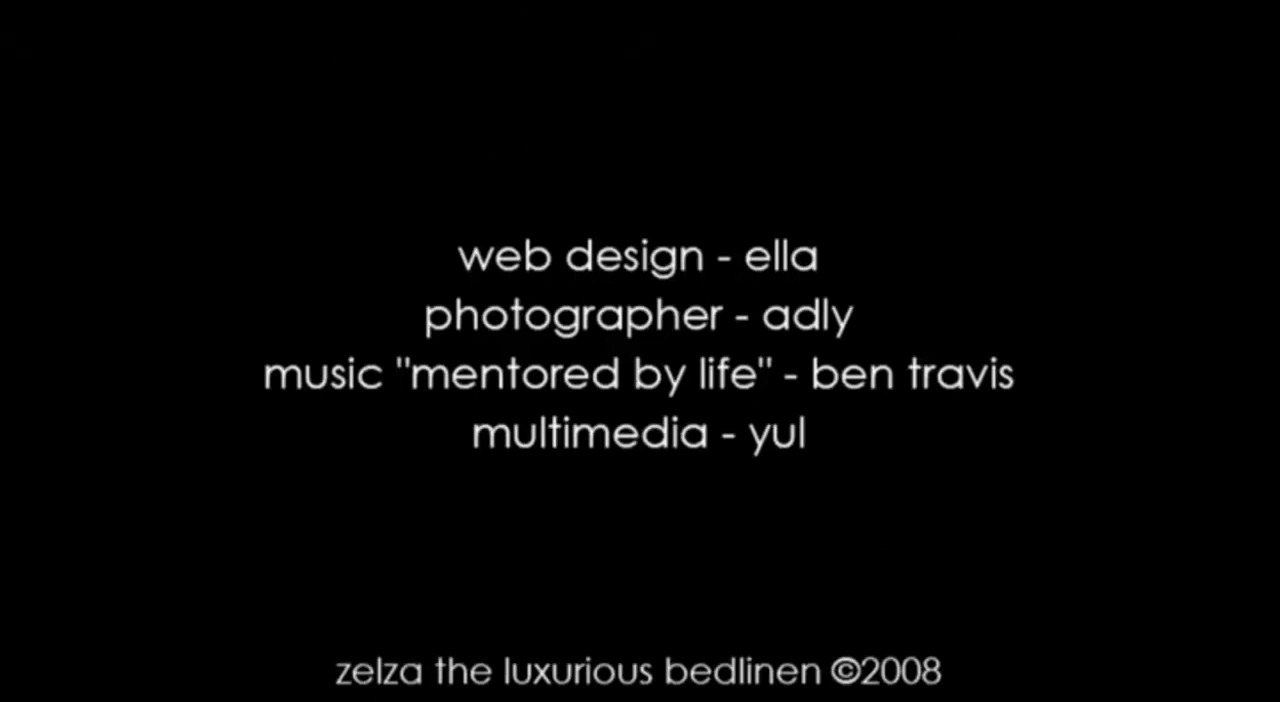 web design - ella
photographer - adly
music "mentored by life" - ben travis
multimedia - yul
zelza the luxurious bedlinen ©2008